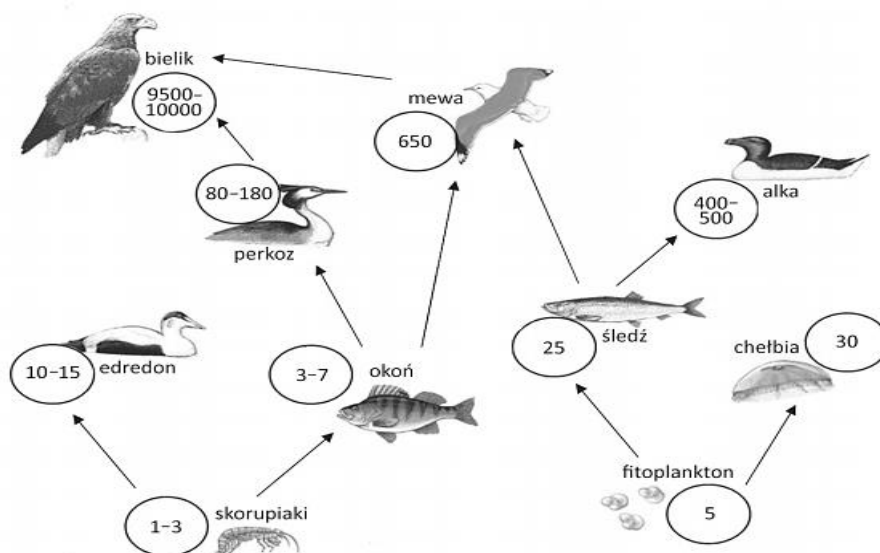 bielik
9500–
10000
mewa
650
80–180
perkoz
alka
400–
500
10–15
edredon
3–7
okoń
25
śledź
chełbia
30
1–3
skorupiaki
fitoplankton
5